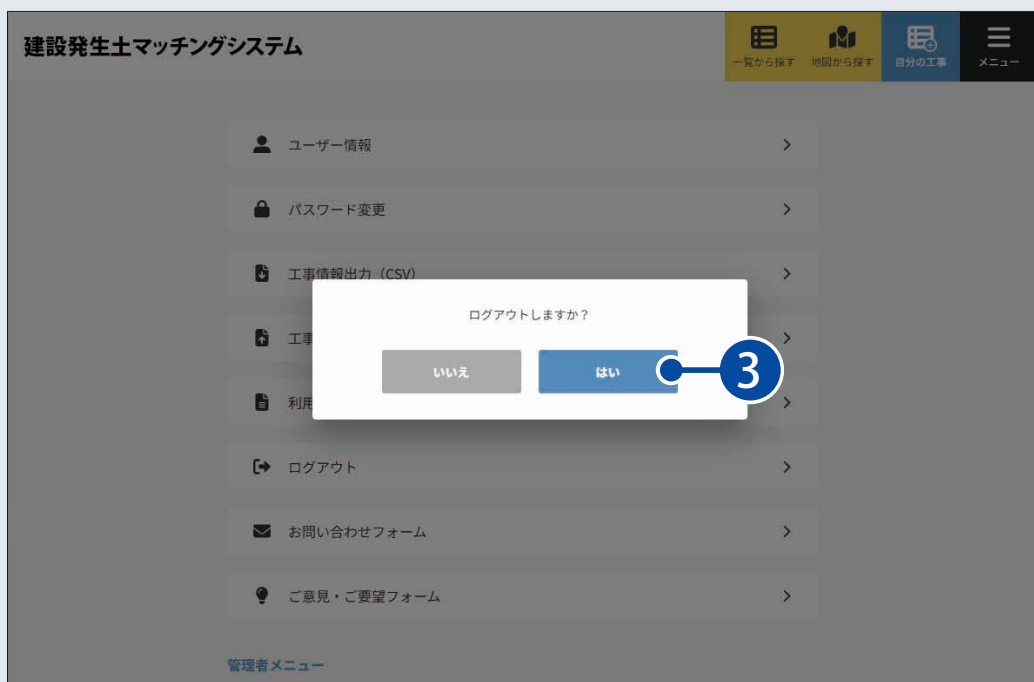 建設発生土マッチングシステム
一覧から探す
地図から探す
自分の工事
メニュー
ユーザー情報
パスワード変更
工事情報出力（CSV）
ログアウトしますか？
工事
いいえ
はい
3
利用
ログアウト
お問い合わせフォーム
ご意見・ご要望フォーム
管理者メニュー